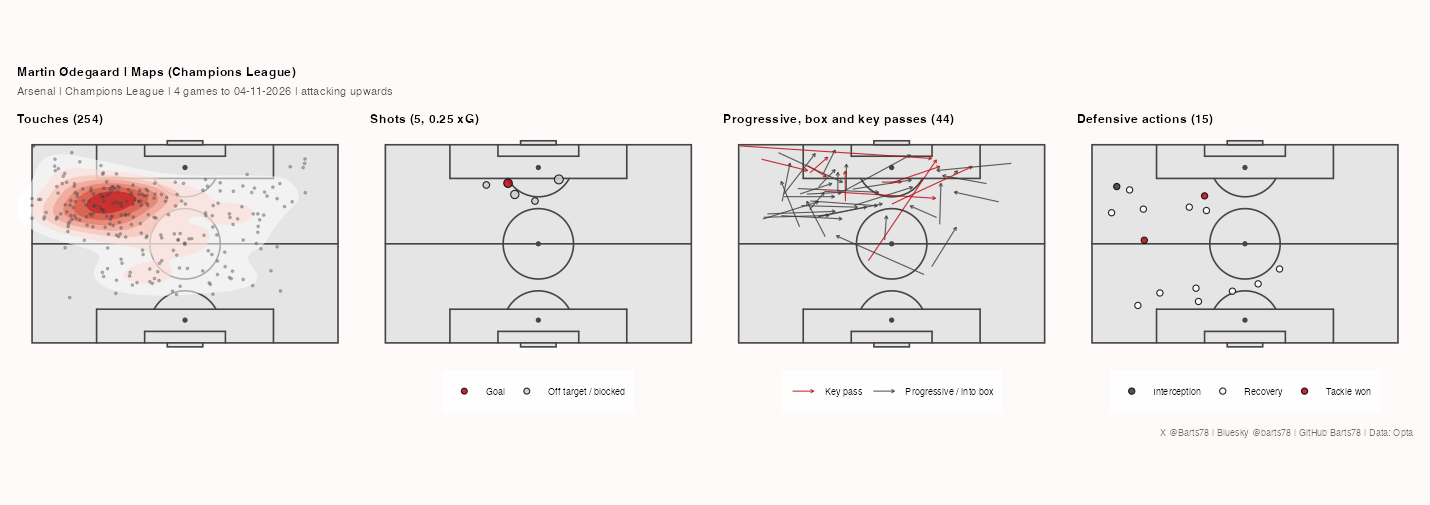 Martin Ødegaard | Maps (Champions League)
Arsenal | Champions League | 4 games to 04-11-2026 | attacking upwards
Touches (254)
Shots (5, 0.25 xG)
Progressive, box and key passes (44)
Defensive actions (15)
Goal
Off target / blocked
Key pass
Progressive / into box
Interception
Recovery
Tackle won
X @Barts78 | Bluesky @barts78 | GitHub Barts78 | Data: Opta